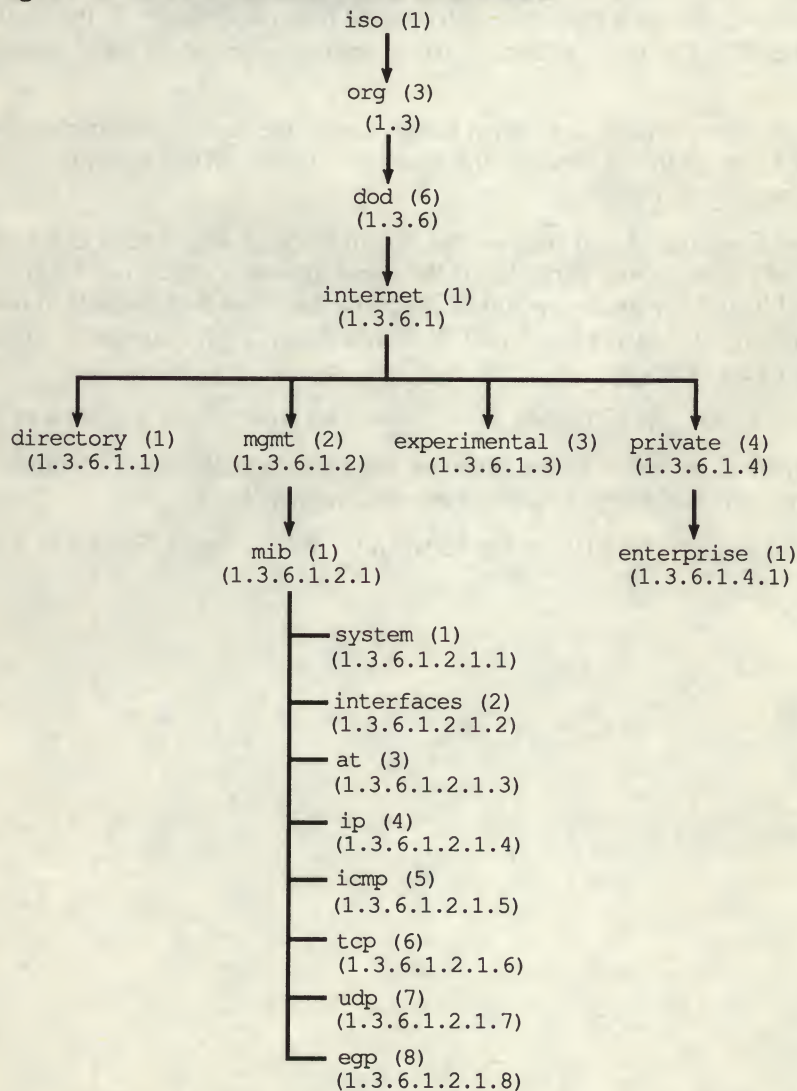 iso (1)
org (3)
(1.3)
dod (6)
(1.3.6)
internet (1)
(1.3.6.1)
directory (1) mgmt (2) experimental (3) private (4)
(1.3.6.1.1) (1.3.6.1.2) (1.3.6.1.3) (1.3.6.1.4)
mib (1) enterprise (1)
(1.3.6.1.2.1) (1.3.6.1.4.1)
system (1)
(1.3.6.1.2.1.1)
interfaces (2)
(1.3.6.1.2.1.2)
at (3)
(1.3.6.1.2.1.3)
ip (4)
(1.3.6.1.2.1.4)
icmp (5)
(1.3.6.1.2.1.5)
tcp (6)
(1.3.6.1.2.1.6)
udp (7)
(1.3.6.1.2.1.7)
egp (8)
(1.3.6.1.2.1.8)